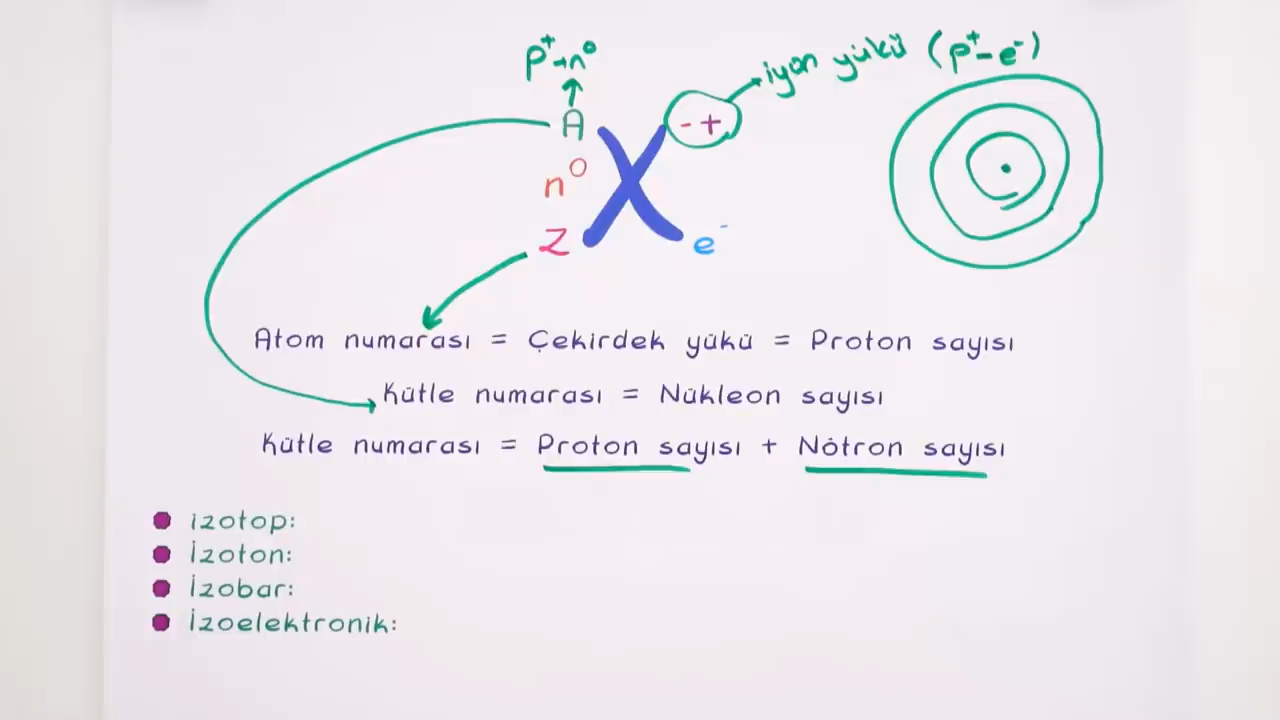 p⁺+n⁰
iyon yükü (p⁺-e⁻)
A
- +
n⁰
X
Z
e⁻
Atom numarası = Çekirdek yükü = Proton sayısı
Kütle numarası = Nükleon sayısı
Kütle numarası = Proton sayısı + Nötron sayısı
İzotop:
İzoton:
İzobar:
İzoelektronik: